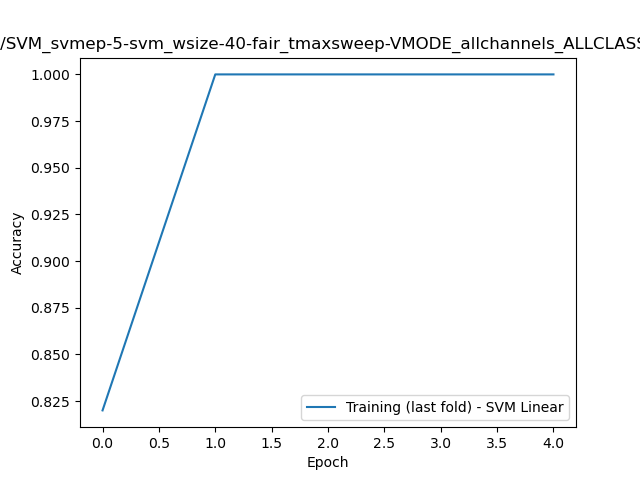 /SVM_svmep-5-svm_wsize-40-fair_tmaxsweep-VMODE_allchannels_ALLCLASS
1.000
0.975
0.950
0.925
0.900
0.875
0.850
0.825
Accuracy
Training (last fold) - SVM Linear
0.0 0.5 1.0 1.5 2.0 2.5 3.0 3.5 4.0
Epoch